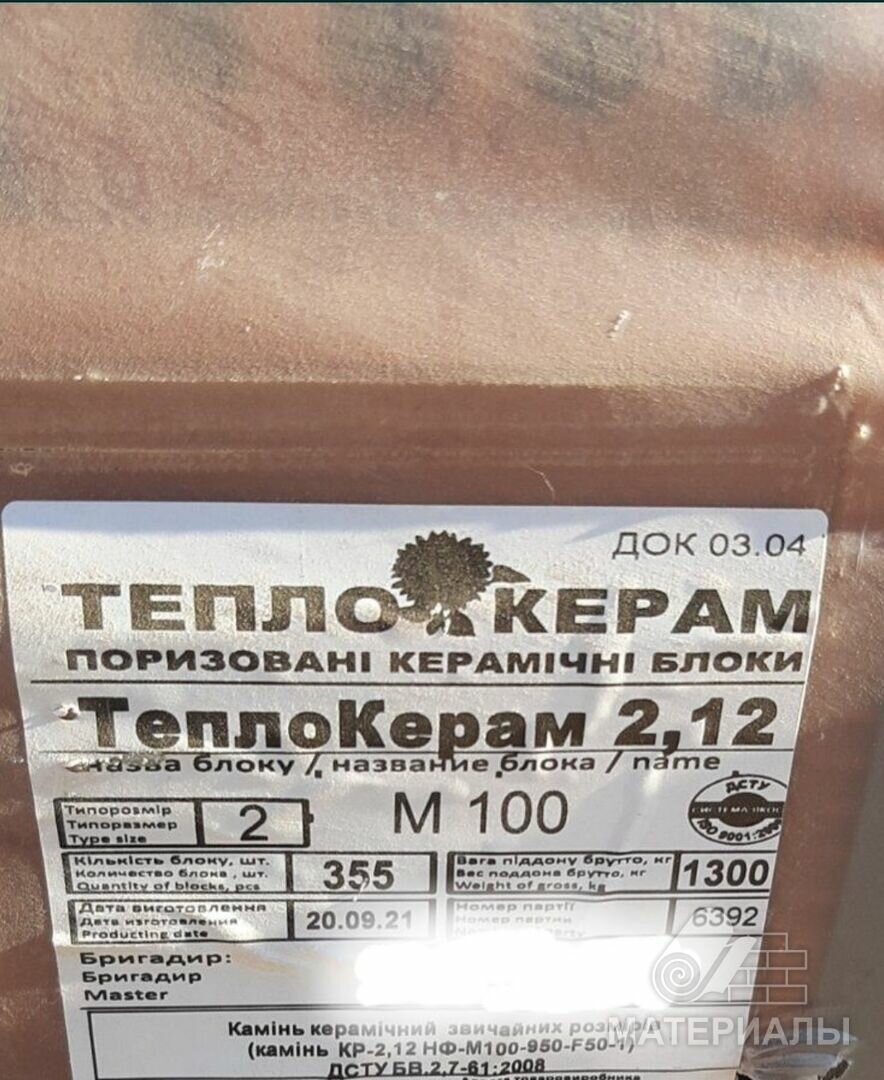 ДОК 03.04
ТЕПЛО КЕРАМ
ПОРИЗОВАНІ КЕРАМІЧНІ БЛОКИ
ТеплоКерам 2,12
назва блоку / название блока / name
Типорозмір
Типоразмер
Type size
2
М 100
ДСТУ
ISO 9001:
Кількість блоку, шт.
Количество блока, шт.
Quantity of blocks, pcs
355
Вага піддону брутто, кг
Вес поддона брутто, кг
Weight of gross, kg
1300
Дата виготовлення
Дата изготовления
Producting date
20.09.21
Номер партії
Номер партии
6392
Бригадир:
Бригадир
Master
МАТЕРИАЛЫ
Камінь керамічний звичайних розмірів
(камінь КР-2,12 НФ-М100-950-F50-1)
ДСТУ БВ.2,7-61:2008